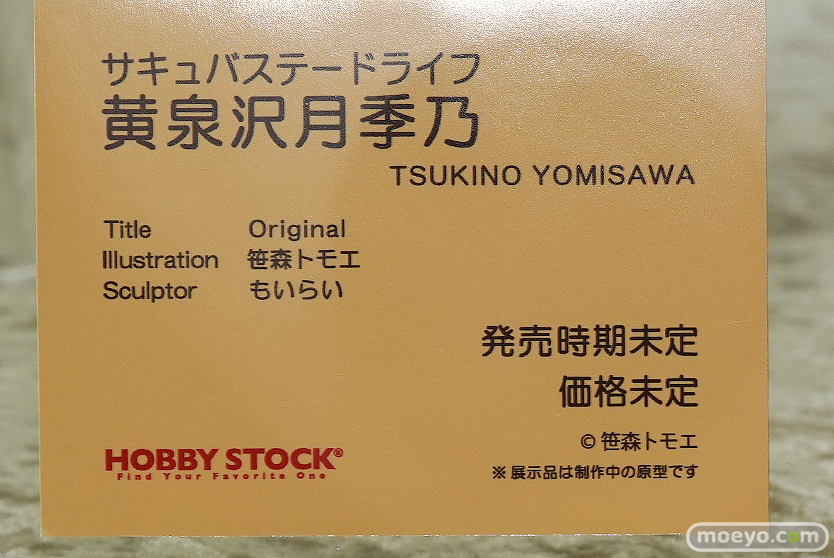 サキュバステードライフ
黄泉沢月季乃
TSUKINO YOMISAWA
Title Original
Illustration 笹森トモエ
Sculptor もいらい
発売時期未定
価格未定
©笹森トモエ
HOBBY STOCK®
Find Your Favorite One
※展示品は制作中の原型です
moeyo.com